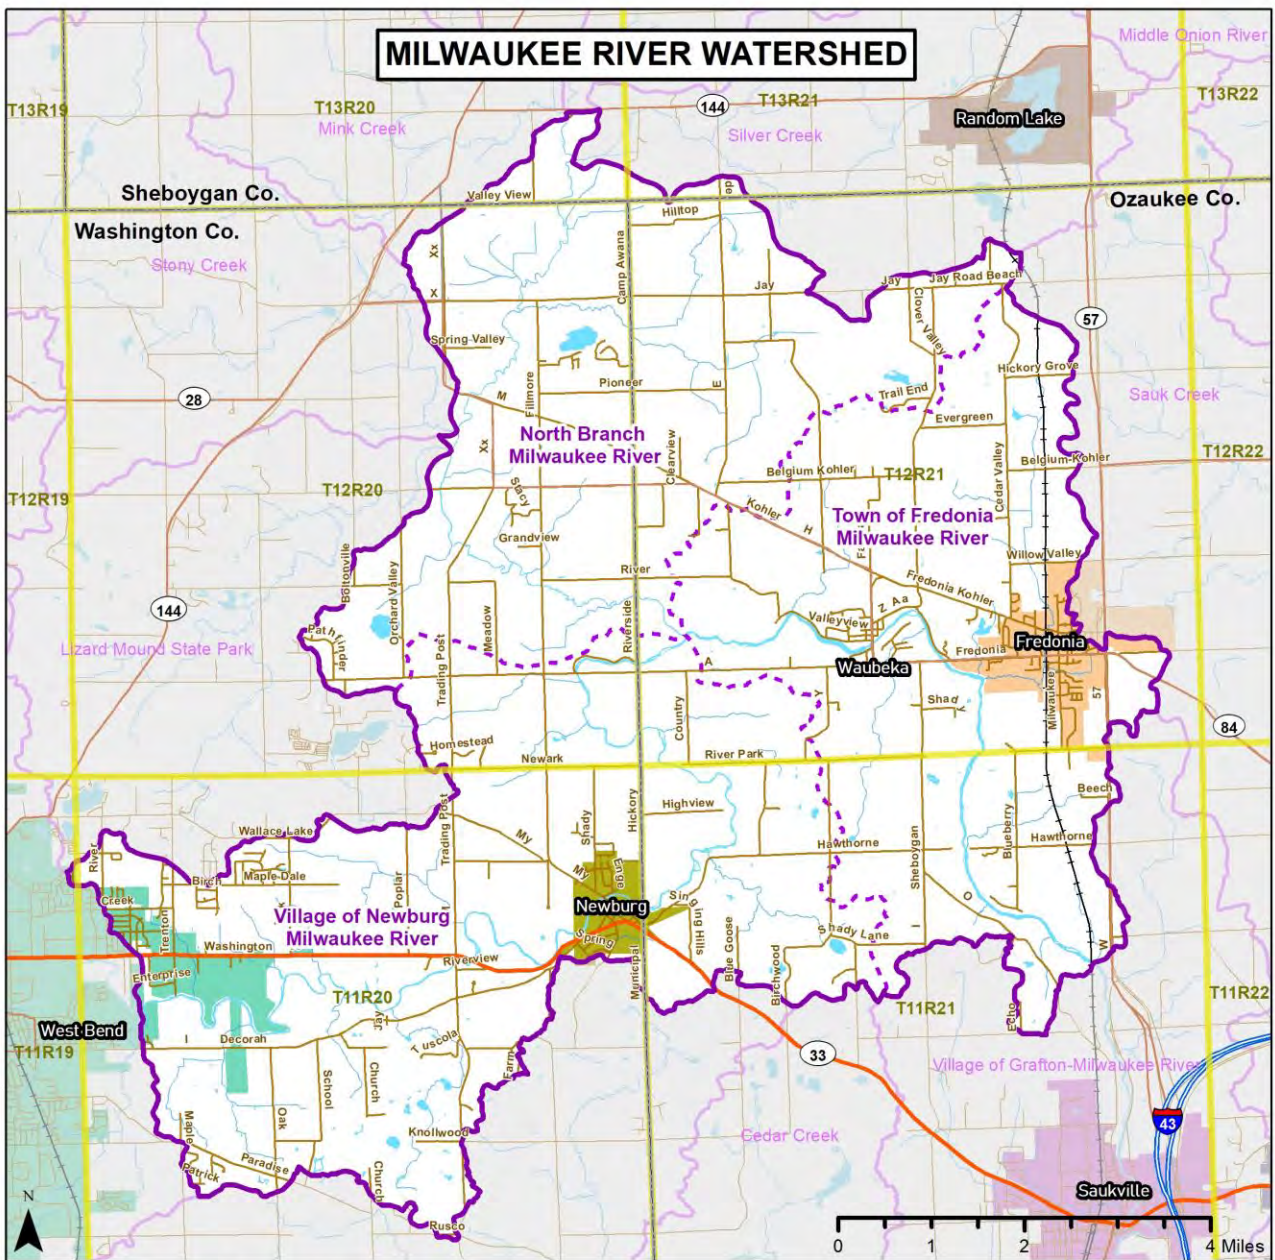 MILWAUKEE RIVER WATERSHED
Middle Onion River
T13R19
T13R20
144
T13R21
T13R22
Mink Creek
Silver Creek
Random Lake
Sheboygan Co.
Valley View
de
Ozaukee Co.
Washington Co.
Hilltop
Stony Creek
Xx
Camp Awana
X
Jay
Jay
Jay Road Beach
Clover Valley
57
Spring Valley
Hickory Grove
28
M
Fillmore
Pioneer
E
Trail End
Sauk Creek
Evergreen
North Branch
Milwaukee River
Xx
Clearview
Cedar Valley
Belgium Kohler
Belgium-Kohler
T12R19
T12R20
T12R21
T12R22
Stacy
Kohler
H
Town of Fredonia
Milwaukee River
Grandview
Willow Valley
Boltonville
Orchard Valley
River
Fredonia Kohler
144
Meadow
Riverside
Valleyview
Z
Aa
Pathfinder
Lizard Mound State Park
Fredonia
Fredonia
A
Waubeka
Trading Post
Country
Y
Shady
Milwaukee
57
84
Homestead
Newark
River Park
Beech
Trading Post
Shady
Hickory
Highview
Wallace Lake
My
Hawthorne
Hawthorne
Blueberry
River
Birch
Maple Dale
Poplar
My
Enge
Sheboygan
Creek
Newburg
Singing Hills
O
Trenton
Village of Newburg
Milwaukee River
M
Washington
Spring
Blue Goose
Shady Lane
I
W
Riverview
Municipal
Birchwood
Enterprise
T11R20
T11R21
T11R22
Jay
Echo
West Bend
T11R19
I
Decorah
Tuscola
33
Village of Grafton-Milwaukee River
Farm
School
Church
43
Maple
Oak
Knollwood
Cedar Creek
Patrick
Paradise
Church
Saukville
N
Rusco
0
2
4 Miles